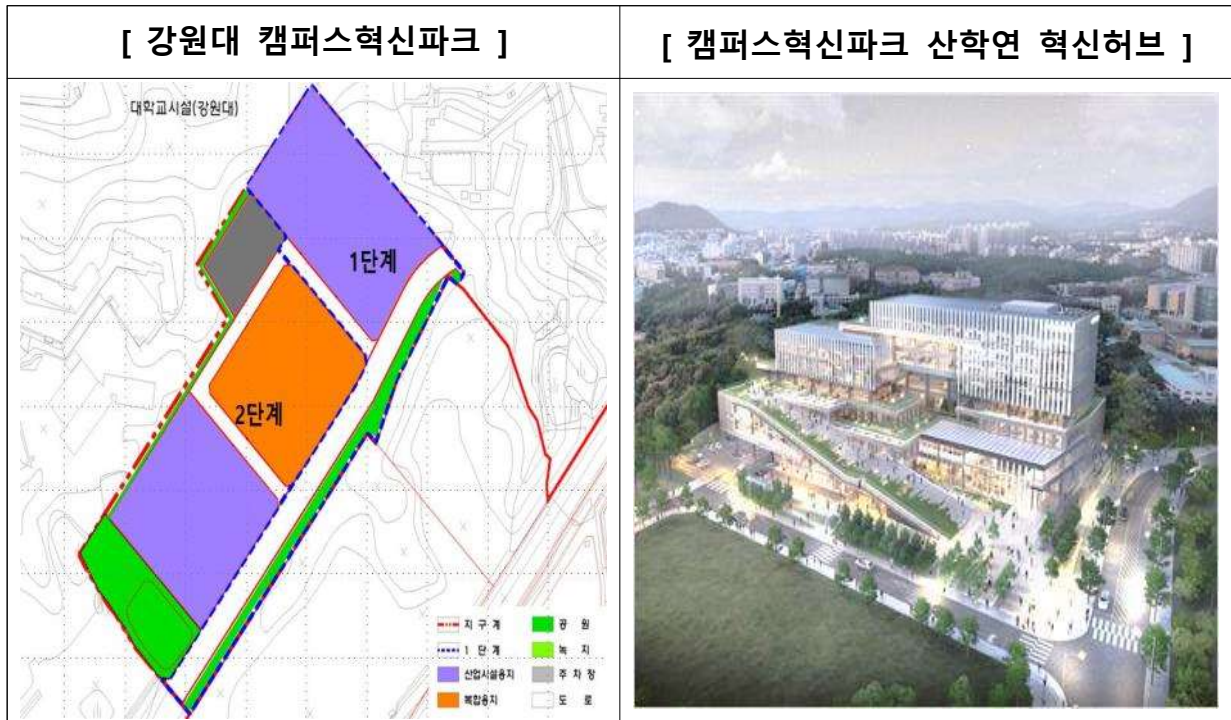 [ 강원대 캠퍼스혁신파크 ]
[ 캠퍼스혁신파크 산학연 혁신허브 ]
대학교시설(강원대)
1단계
2단계
지구계
공 원
1 단계
녹 지
산업시설용지
주 차 장
복합용지
도 로